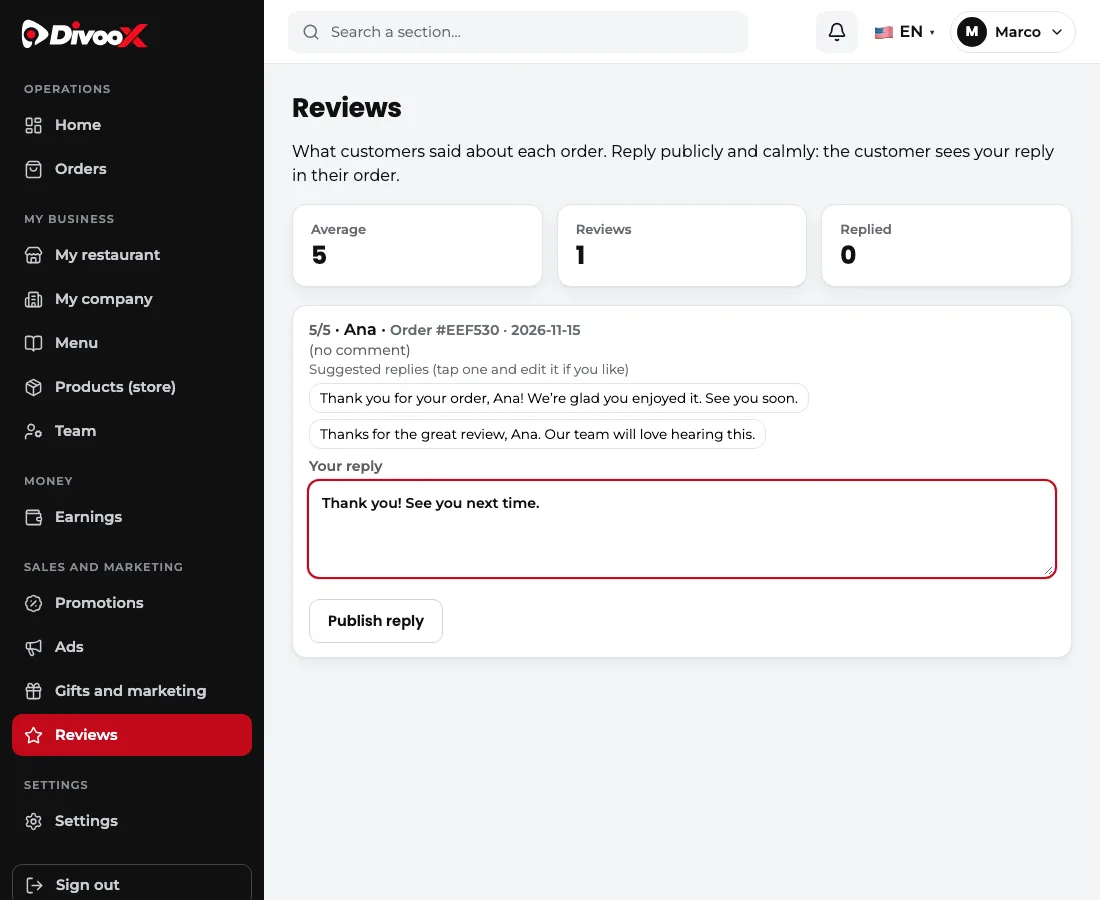 DivooX
Search a section...
EN
M
Marco
OPERATIONS
Home
Orders
MY BUSINESS
My restaurant
My company
Menu
Products (store)
Team
MONEY
Earnings
SALES AND MARKETING
Promotions
Ads
Gifts and marketing
Reviews
SETTINGS
Settings
Sign out
Reviews
What customers said about each order. Reply publicly and calmly: the customer sees your reply
in their order.
Average
5
Reviews
1
Replied
0
5/5 · Ana · Order #EEF530 · 2026-11-15
(no comment)
Suggested replies (tap one and edit it if you like)
Thank you for your order, Ana! We’re glad you enjoyed it. See you soon.
Thanks for the great review, Ana. Our team will love hearing this.
Your reply
Thank you! See you next time.
Publish reply